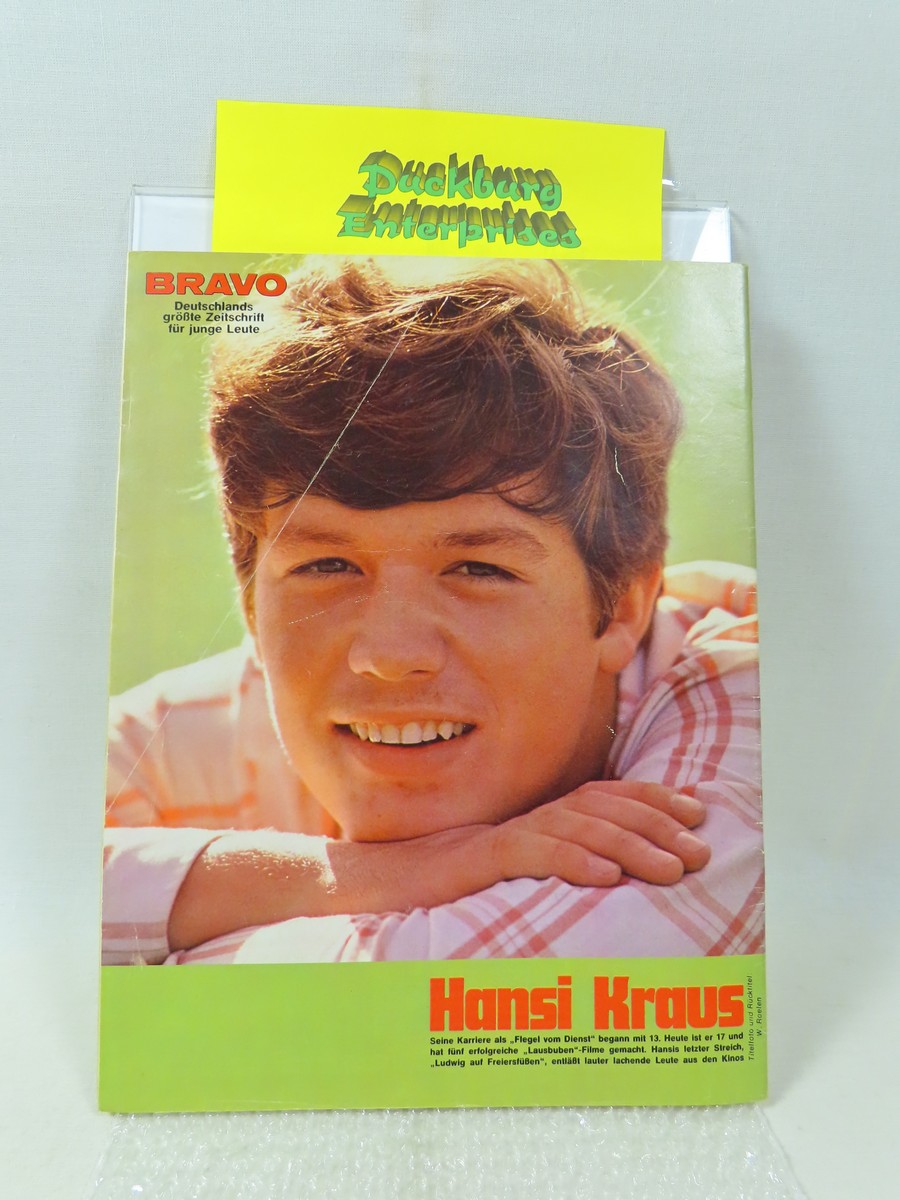 Duckburg
Enterprises
BRAVO
Deutschlands
größte Zeitschrift
für junge Leute
Hansi Kraus
Seine Karriere als „Flegel vom Dienst“ begann mit 13. Heute ist er 17 und
hat fünf erfolgreiche „Lausbuben“-Filme gemacht. Hansis letzter Streich,
„Ludwig auf Freiersfüßen“, entläßt lauter lachende Leute aus den Kinos
Titelfoto und Rücktitel
W. Roelen